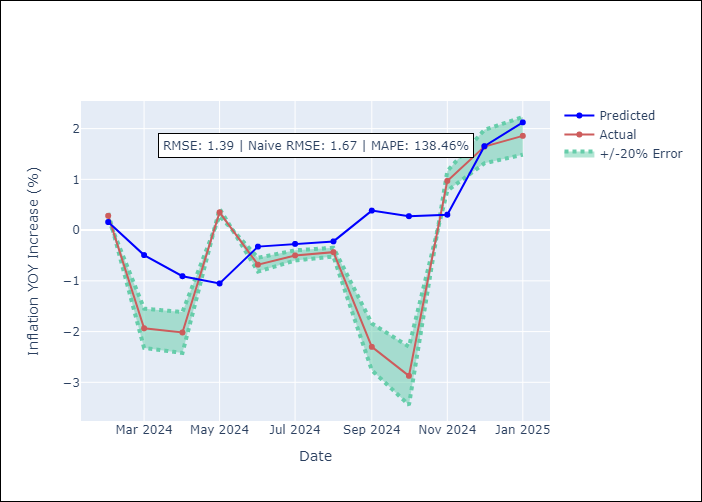 RMSE: 1.39 | Naive RMSE: 1.67 | MAPE: 138.46%
Predicted
Actual
+/-20% Error
Inflation YOY Increase (%)
2
1
0
−1
−2
−3
Mar 2024
May 2024
Jul 2024
Sep 2024
Nov 2024
Jan 2025
Date